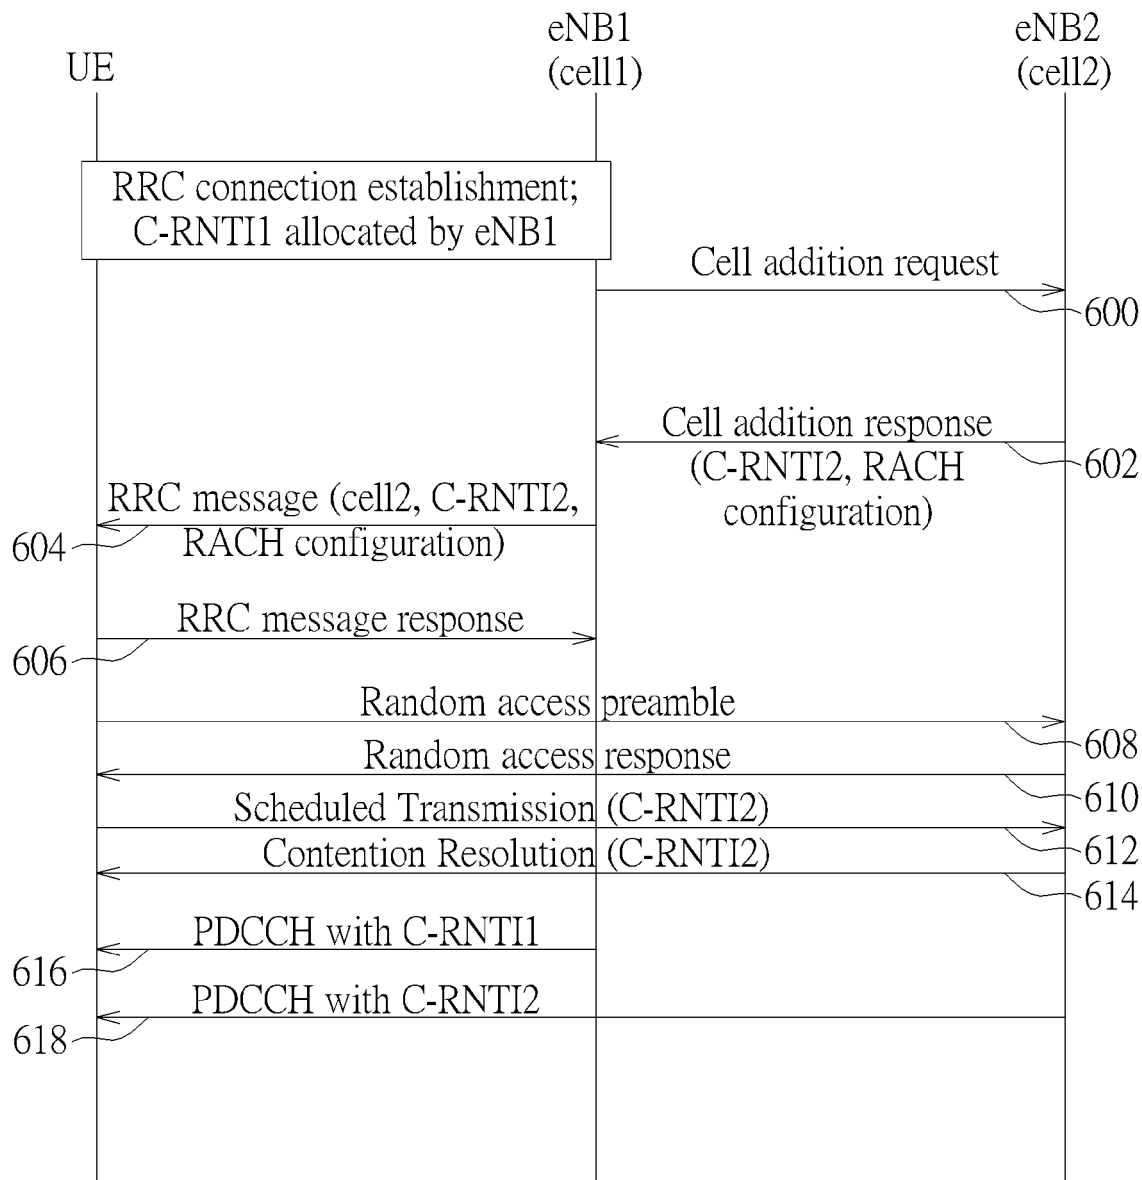 UE
eNB1
(cell1)
eNB2
(cell2)
RRC connection establishment;
C-RNTI1 allocated by eNB1
Cell addition request
600
Cell addition response
602
(C-RNTI2, RACH
configuration)
RRC message (cell2, C-RNTI2,
604
RACH configuration)
RRC message response
606
Random access preamble
608
Random access response
610
Scheduled Transmission (C-RNTI2)
612
Contention Resolution (C-RNTI2)
614
PDCCH with C-RNTI1
616
PDCCH with C-RNTI2
618